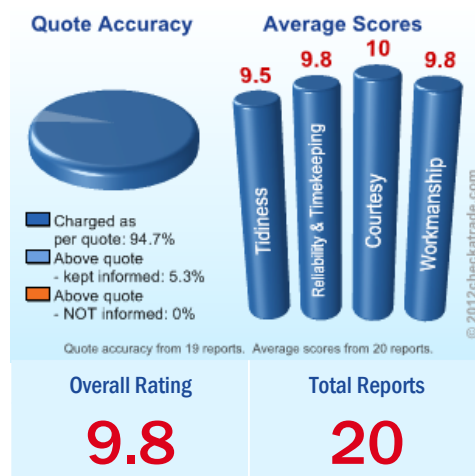 Quote Accuracy
Average Scores
9.5
9.8
10
9.8
Tidiness
Reliability & Timekeeping
Courtesy
Workmanship
Charged as
per quote: 94.7%
Above quote
- kept informed: 5.3%
Above quote
- NOT informed: 0%
© 2012checkatrade.com
Quote accuracy from 19 reports. Average scores from 20 reports.
Overall Rating
9.8
Total Reports
20